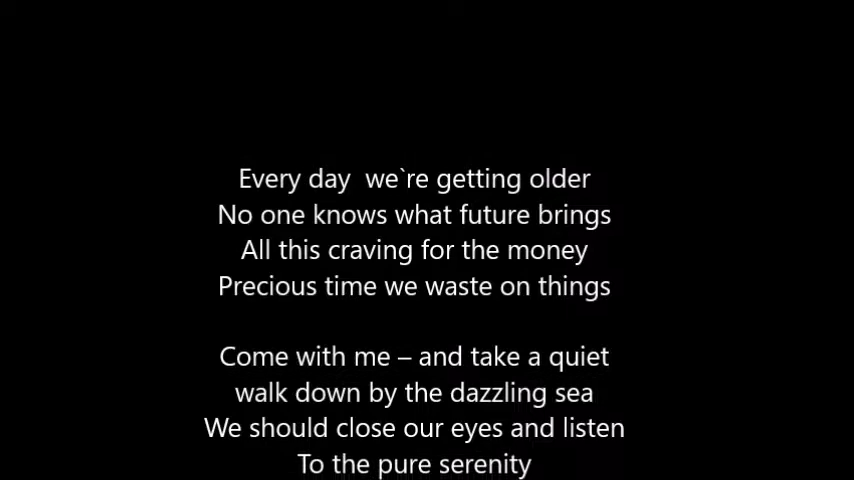 Every day  we`re getting older
No one knows what future brings
All this craving for the money
Precious time we waste on things
Come with me – and take a quiet
walk down by the dazzling sea
We should close our eyes and listen
To the pure serenity